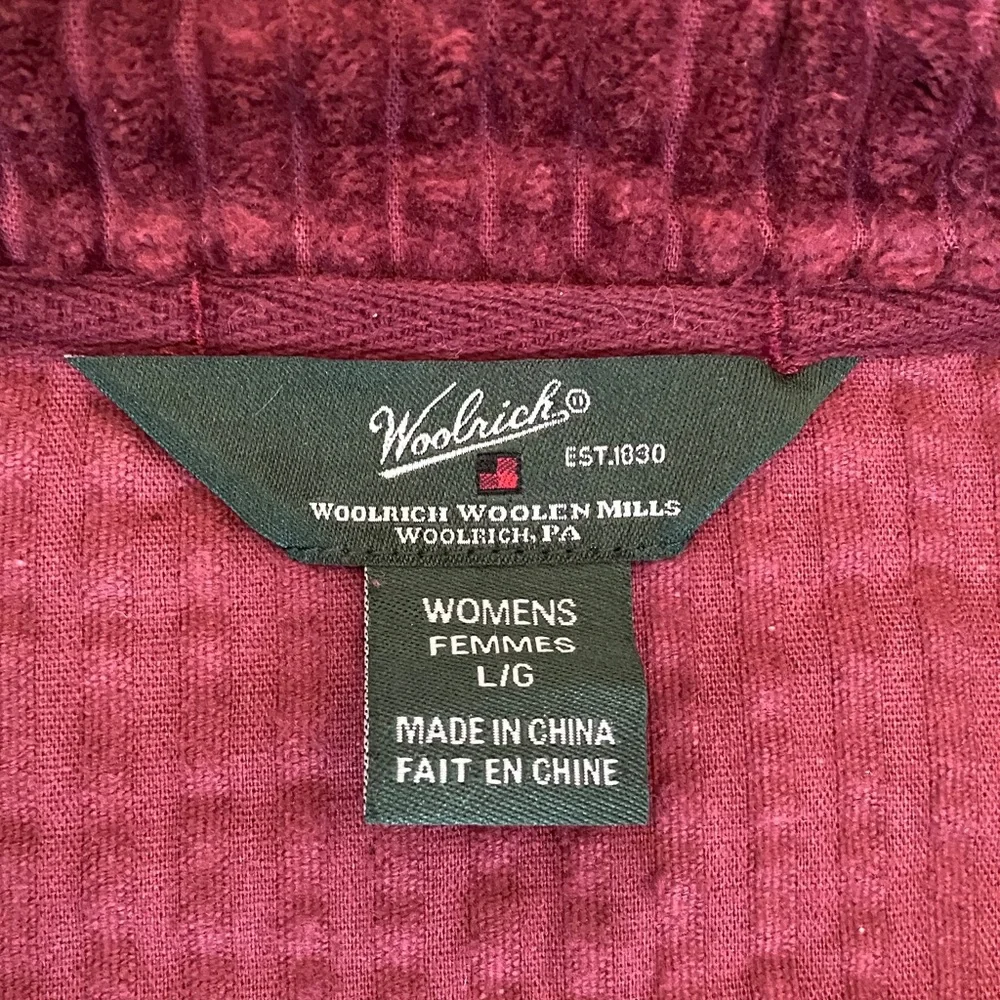 Woolrich®
EST.1830
WOOLRICH WOOLEN MILLS
WOOLRICH, PA
WOMENS
FEMMES
L/G
MADE IN CHINA
FAIT EN CHINE